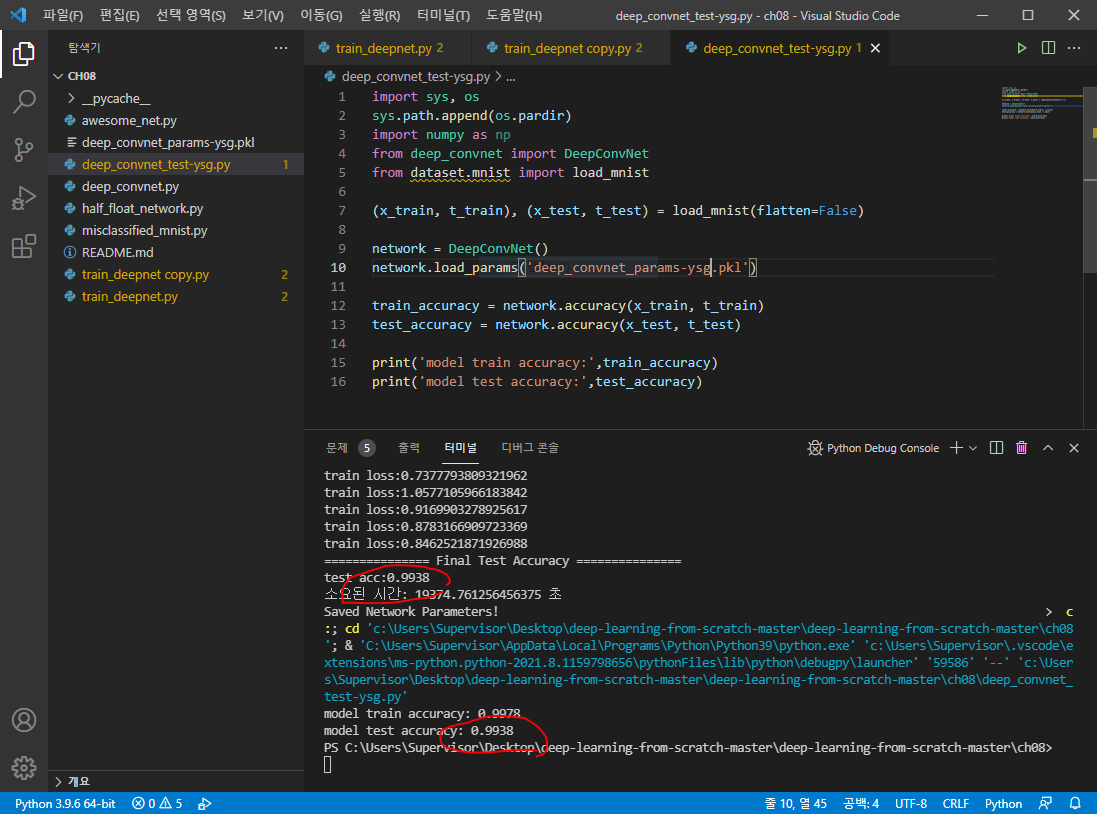 파일(F) 편집(E) 선택 영역(S) 보기(V) 이동(G) 실행(R) 터미널(T) 도움말(H) deep_convnet_test-ysg.py - ch08 - Visual Studio Code
탐색기
train_deepnet.py 2 train_deepnet copy.py 2 deep_convnet_test-ysg.py 1
CH08
__pycache__
awesome_net.py
deep_convnet_params-ysg.pkl
deep_convnet_test-ysg.py 1
deep_convnet.py
half_float_network.py
misclassified_mnist.py
README.md
train_deepnet copy.py 2
train_deepnet.py 2
개요
deep_convnet_test-ysg.py > ...
1 import sys, os
2 sys.path.append(os.pardir)
3 import numpy as np
4 from deep_convnet import DeepConvNet
5 from dataset.mnist import load_mnist
6
7 (x_train, t_train), (x_test, t_test) = load_mnist(flatten=False)
8
9 network = DeepConvNet()
10 network.load_params('deep_convnet_params-ysg.pkl')
11
12 train_accuracy = network.accuracy(x_train, t_train)
13 test_accuracy = network.accuracy(x_test, t_test)
14
15 print('model train accuracy:',train_accuracy)
16 print('model test accuracy:',test_accuracy)
문제 5 출력 터미널 디버그 콘솔 Python Debug Console
train loss:0.7377793809321962
train loss:1.0577105966183842
train loss:0.9169903278925617
train loss:0.8783166909723369
train loss:0.8462521871926988
=============== Final Test Accuracy ===============
test acc:0.9938
소요된 시간: 19374.761256456375 초
Saved Network Parameters! > c
:; cd 'c:\Users\Supervisor\Desktop\deep-learning-from-scratch-master\deep-learning-from-scratch-master\ch08
'; & 'C:\Users\Supervisor\AppData\Local\Programs\Python\Python39\python.exe' 'c:\Users\Supervisor\.vscode\e
xtensions\ms-python.python-2021.8.1159798656\pythonFiles\lib\python\debugpy\launcher' '59586' '--' 'c:\User
s\Supervisor\Desktop\deep-learning-from-scratch-master\deep-learning-from-scratch-master\ch08\deep_convnet_
test-ysg.py'
model train accuracy: 0.9978
model test accuracy: 0.9938
PS C:\Users\Supervisor\Desktop\deep-learning-from-scratch-master\deep-learning-from-scratch-master\ch08>
Python 3.9.6 64-bit 0 5 줄 10, 열 45 공백: 4 UTF-8 CRLF Python